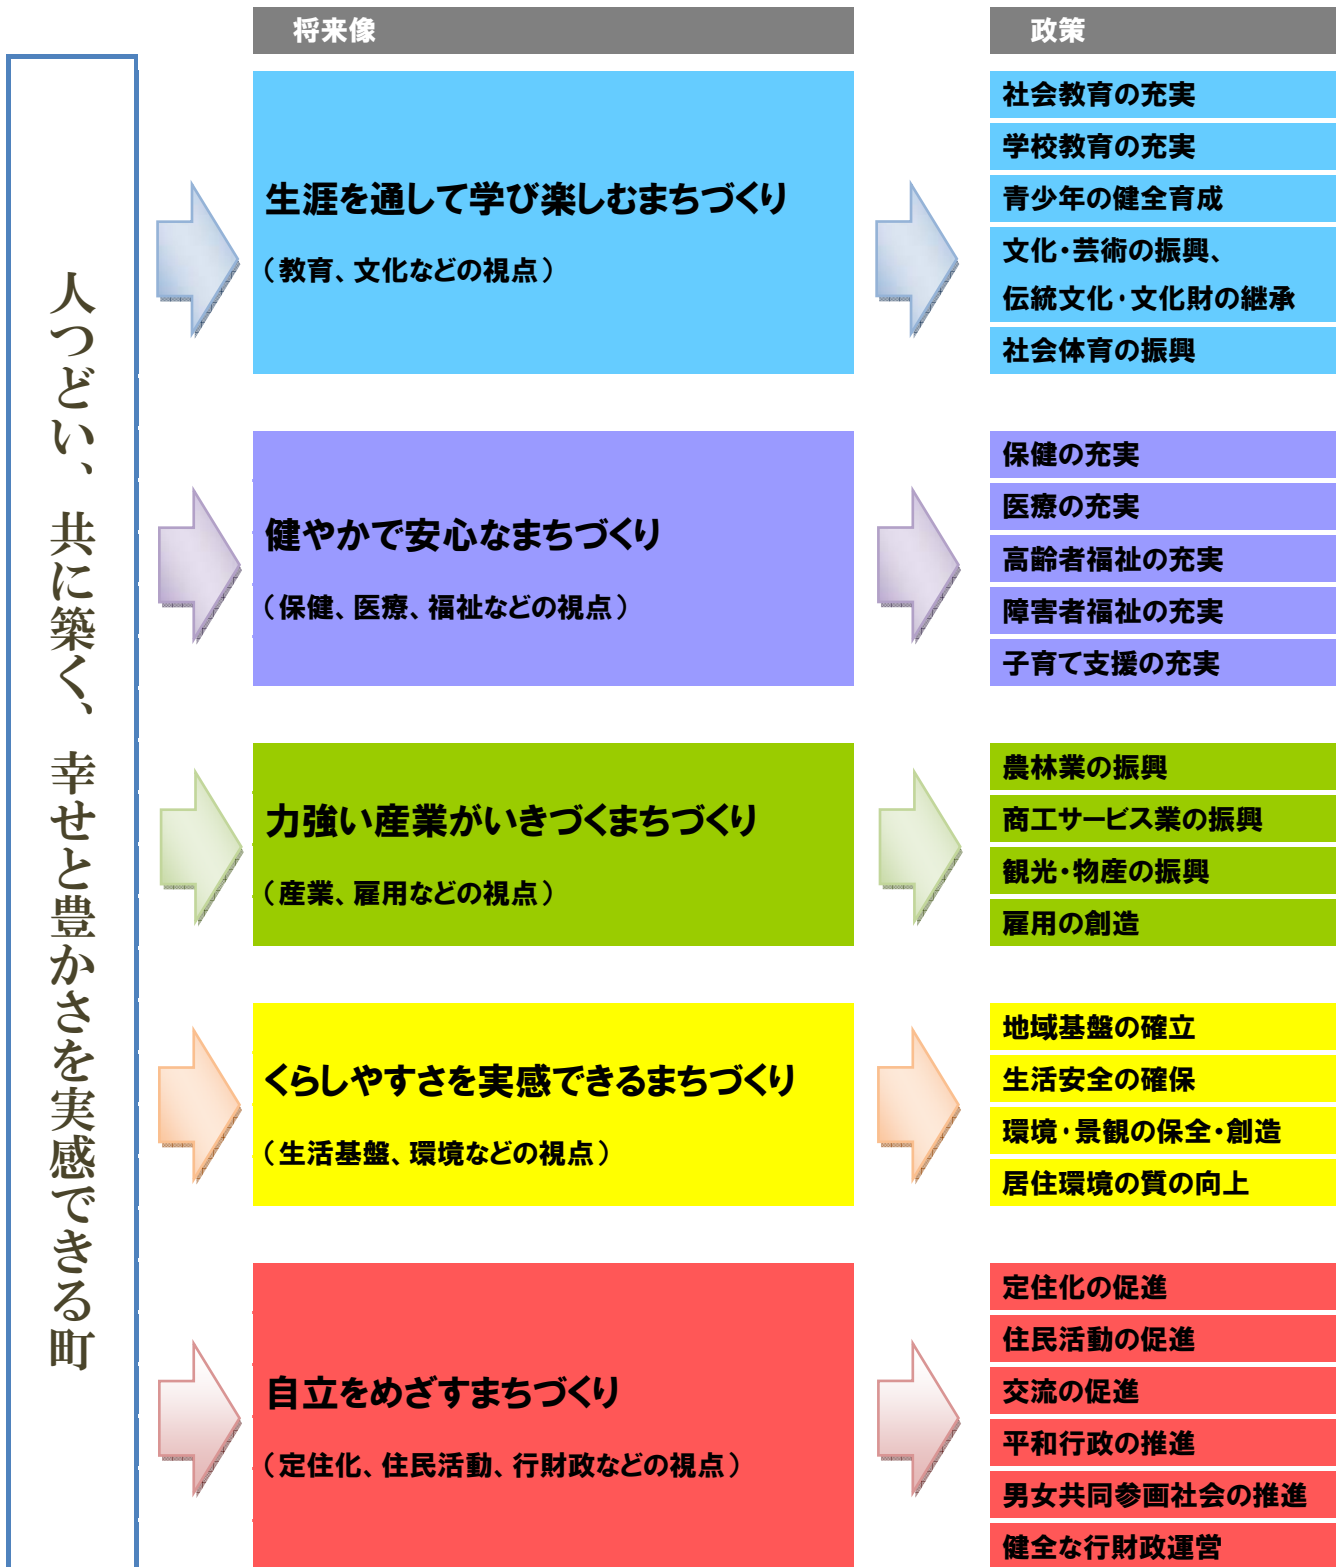 将来像
政策
人つどい、共に築く、幸せと豊かさを実感できる町
生涯を通して学び楽しむまちづくり
（教育、文化などの視点）
社会教育の充実
学校教育の充実
青少年の健全育成
文化・芸術の振興、
伝統文化・文化財の継承
社会体育の振興
健やかで安心なまちづくり
（保健、医療、福祉などの視点）
保健の充実
医療の充実
高齢者福祉の充実
障害者福祉の充実
子育て支援の充実
力強い産業がいきづくまちづくり
（産業、雇用などの視点）
農林業の振興
商工サービス業の振興
観光・物産の振興
雇用の創造
くらしやすさを実感できるまちづくり
（生活基盤、環境などの視点）
地域基盤の確立
生活安全の確保
環境・景観の保全・創造
居住環境の質の向上
自立をめざすまちづくり
（定住化、住民活動、行財政などの視点）
定住化の促進
住民活動の促進
交流の促進
平和行政の推進
男女共同参画社会の推進
健全な行財政運営